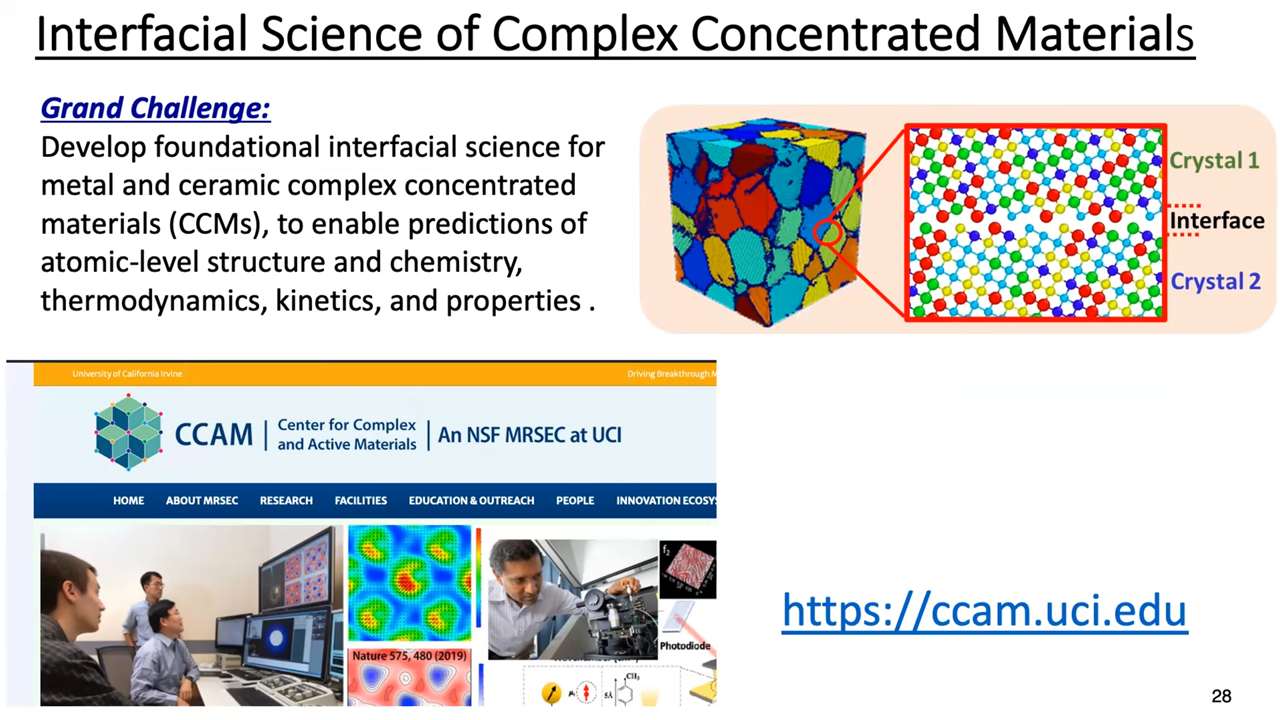 Interfacial Science of Complex Concentrated Materials
Grand Challenge:
Develop foundational interfacial science for
metal and ceramic complex concentrated
materials (CCMs), to enable predictions of
atomic-level structure and chemistry,
thermodynamics, kinetics, and properties .
Crystal 1
Interface
Crystal 2
University of California Irvine
Driving Breakthrough M
CCAM
Center for Complex
and Active Materials
An NSF MRSEC at UCI
HOME ABOUT MRSEC RESEARCH FACILITIES EDUCATION & OUTREACH PEOPLE INNOVATION ECOSYS
f2
Photodiode
Nature 575, 480 (2019)
CH3
5Å
https://ccam.uci.edu
28